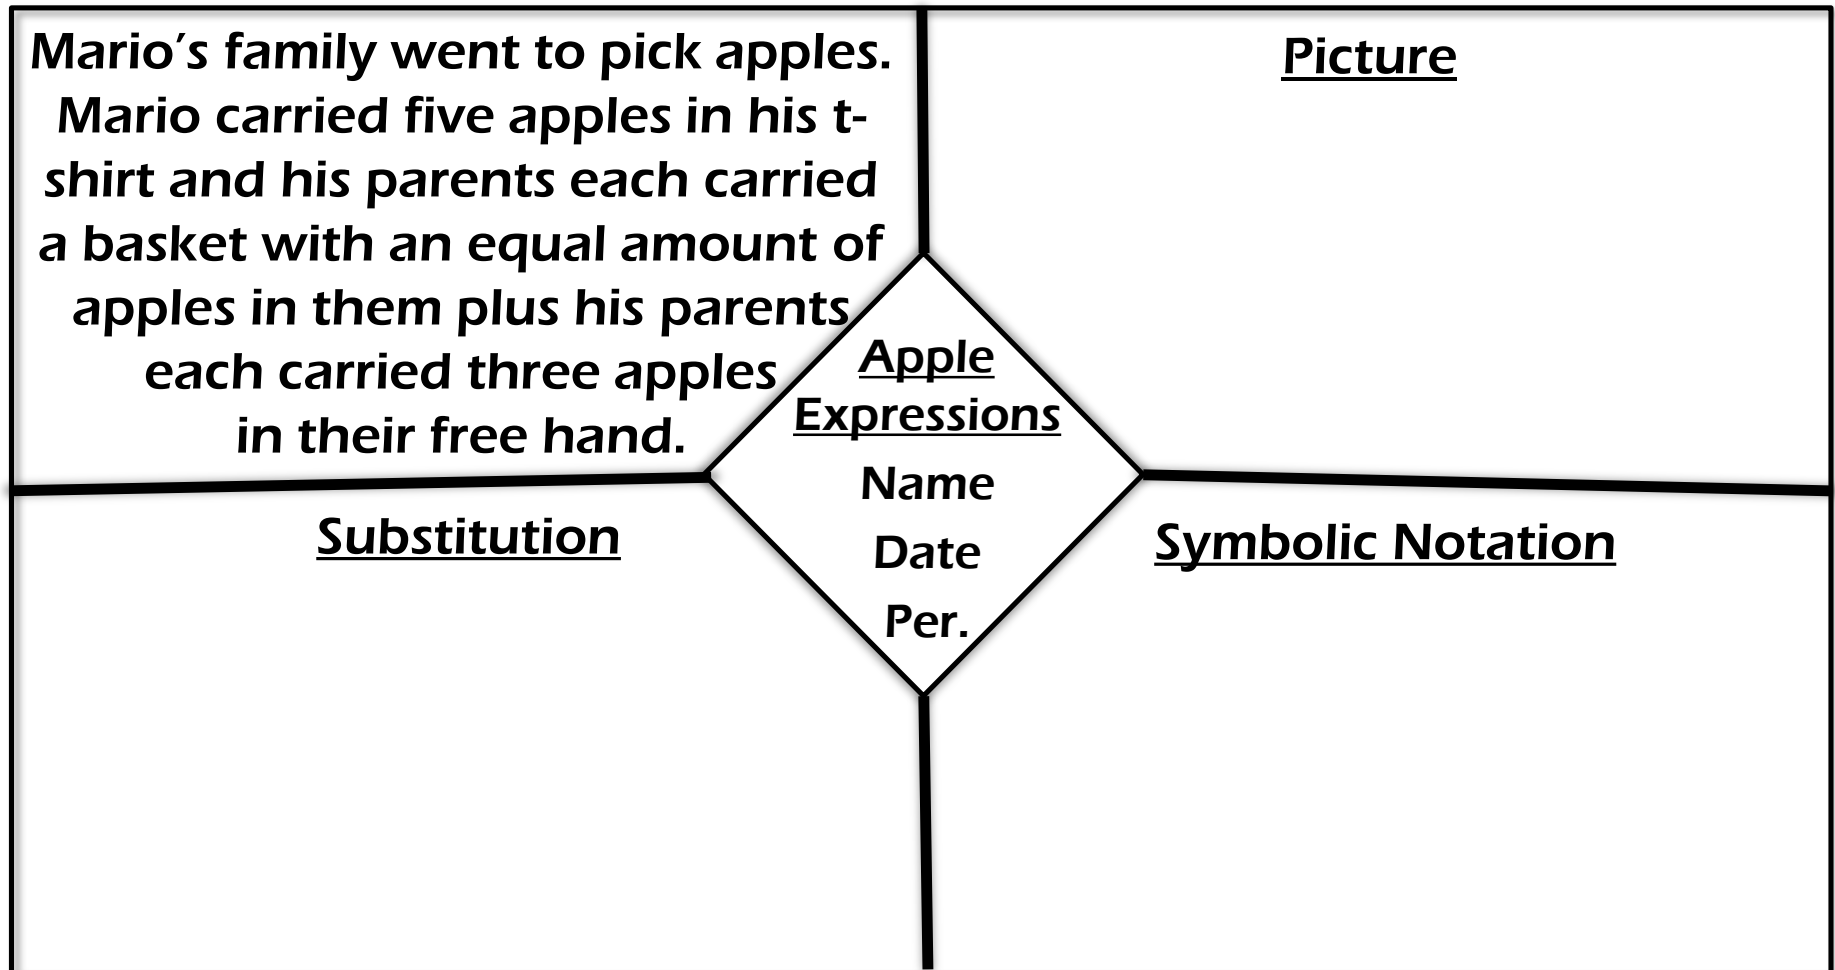 Mario’s family went to pick apples.
Mario carried five apples in his t-
shirt and his parents each carried
a basket with an equal amount of
apples in them plus his parents
each carried three apples
in their free hand.
Picture
Apple
Expressions
Name
Date
Per.
Substitution
Symbolic Notation